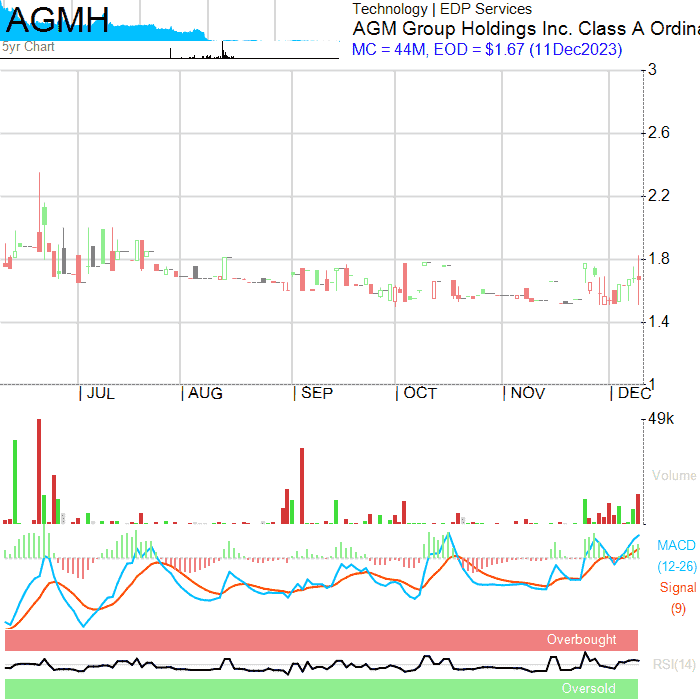 AGMH
5yr Chart
Technology | EDP Services
AGM Group Holdings Inc. Class A Ordina
MC = 44M, EOD = $1.67 (11Dec2023)
3
2.6
2.2
1.8
1.4
1
| JUL | AUG | SEP | OCT | NOV | DEC
49k
Volume
MACD
(12-26)
Signal
(9)
Overbought
RSI(14)
Oversold